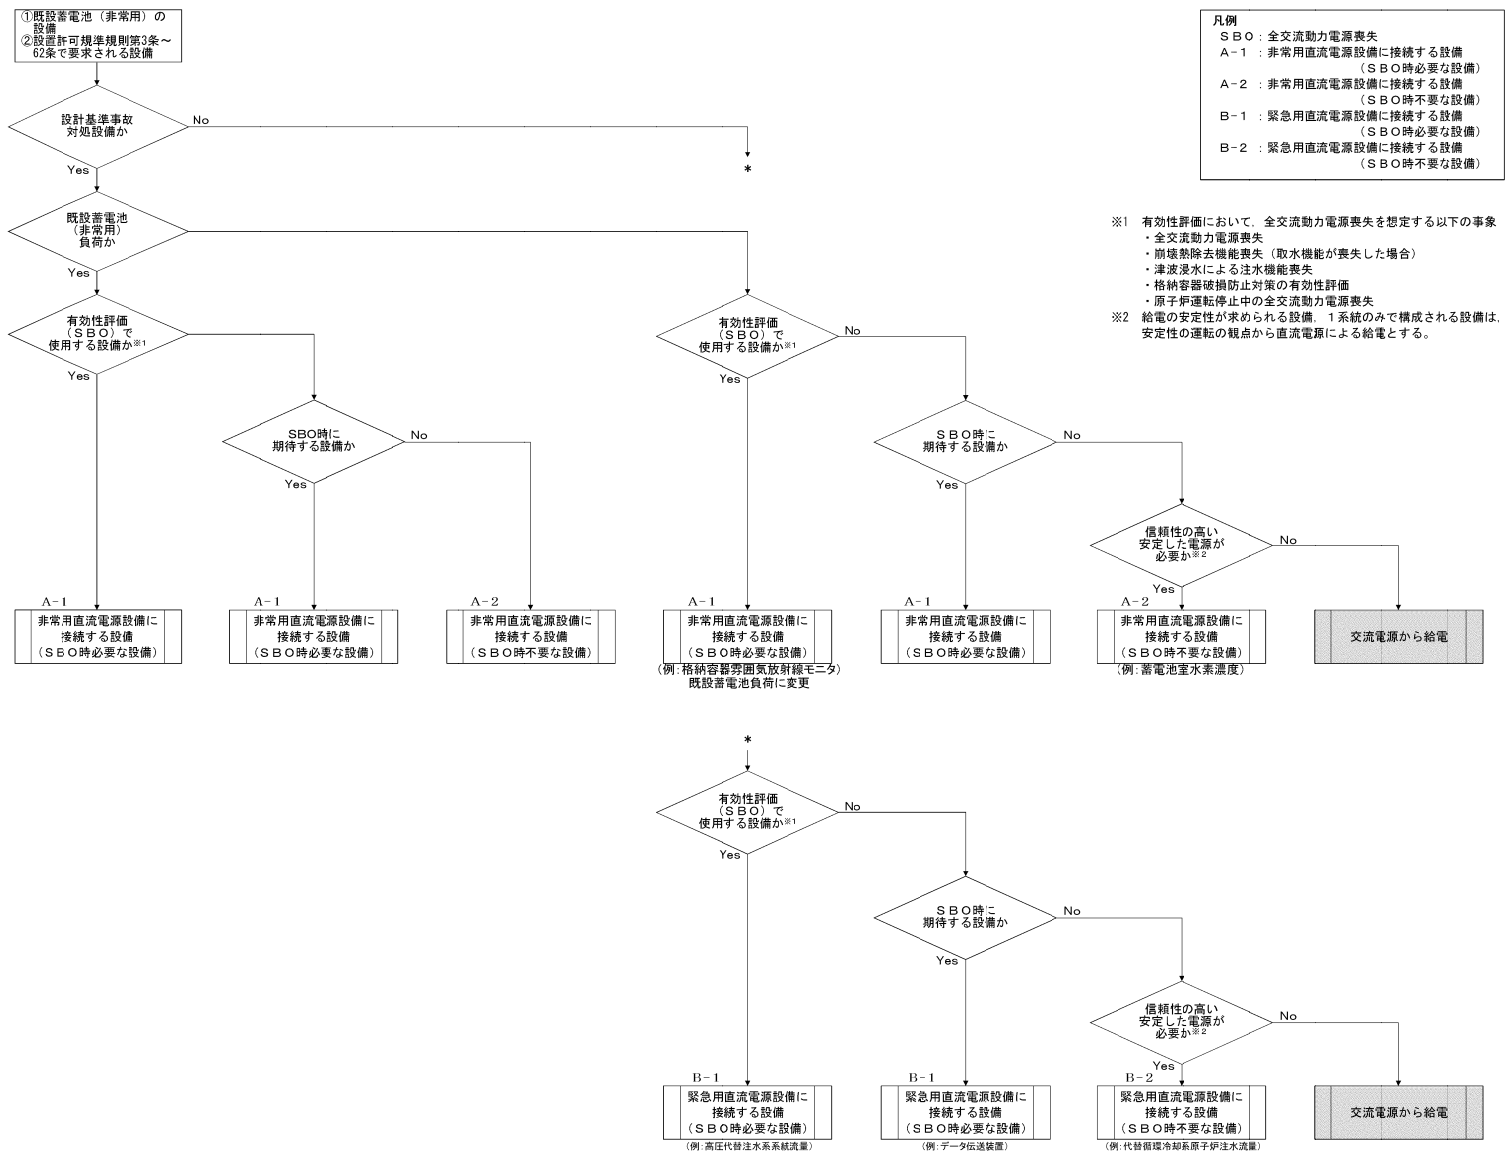 ①既設蓄電池（非常用）の
設備
②設置許可規準規則第3条～
62条で要求される設備
凡例
ＳＢＯ：全交流動力電源喪失
Ａ－１ ：非常用直流電源設備に接続する設備
（ＳＢＯ時必要な設備）
Ａ－２ ：非常用直流電源設備に接続する設備
（ＳＢＯ時不要な設備）
Ｂ－１ ：緊急用直流電源設備に接続する設備
（ＳＢＯ時必要な設備）
Ｂ－２ ：緊急用直流電源設備に接続する設備
（ＳＢＯ時不要な設備）
※1 有効性評価において，全交流動力電源喪失を想定する以下の事象
・全交流動力電源喪失
・崩壊熱除去機能喪失（取水機能が喪失した場合）
・津波浸水による注水機能喪失
・格納容器破損防止対策の有効性評価
・原子炉運転停止中の全交流動力電源喪失
※2 給電の安定性が求められる設備，１系統のみで構成される設備は，
安定性の運転の観点から直流電源による給電とする。
設計基準事故
対処設備か
No
Yes
*
既設蓄電池
（非常用）
負荷か
Yes
有効性評価
（ＳＢＯ）で
使用する設備か※1
Yes
SBO時に
期待する設備か
No
Yes
有効性評価
（ＳＢＯ）で
使用する設備か※1
No
Yes
ＳＢＯ時に
期待する設備か
No
Yes
信頼性の高い
安定した電源が
必要か※2
No
Yes
A-1
非常用直流電源設備に
接続する設備
（ＳＢＯ時必要な設備）
A-1
非常用直流電源設備に
接続する設備
（ＳＢＯ時必要な設備）
A-2
非常用直流電源設備に
接続する設備
（ＳＢＯ時不要な設備）
A-1
非常用直流電源設備に
接続する設備
（ＳＢＯ時必要な設備）
（例：格納容器雰囲気放射線モニタ）
既設蓄電池負荷に変更
A-1
非常用直流電源設備に
接続する設備
（ＳＢＯ時必要な設備）
A-2
非常用直流電源設備に
接続する設備
（ＳＢＯ時不要な設備）
（例：蓄電池室水素濃度）
交流電源から給電
*
有効性評価
（ＳＢＯ）で
使用する設備か※1
No
Yes
ＳＢＯ時に
期待する設備か
No
Yes
信頼性の高い
安定した電源が
必要か※2
No
Yes
B-1
緊急用直流電源設備に
接続する設備
（ＳＢＯ時必要な設備）
（例：高圧代替注水系系統流量）
B-1
緊急用直流電源設備に
接続する設備
（ＳＢＯ時必要な設備）
（例：データ伝送装置）
B-2
緊急用直流電源設備に
接続する設備
（ＳＢＯ時不要な設備）
（例：代替循環冷却系原子炉注水流量）
交流電源から給電